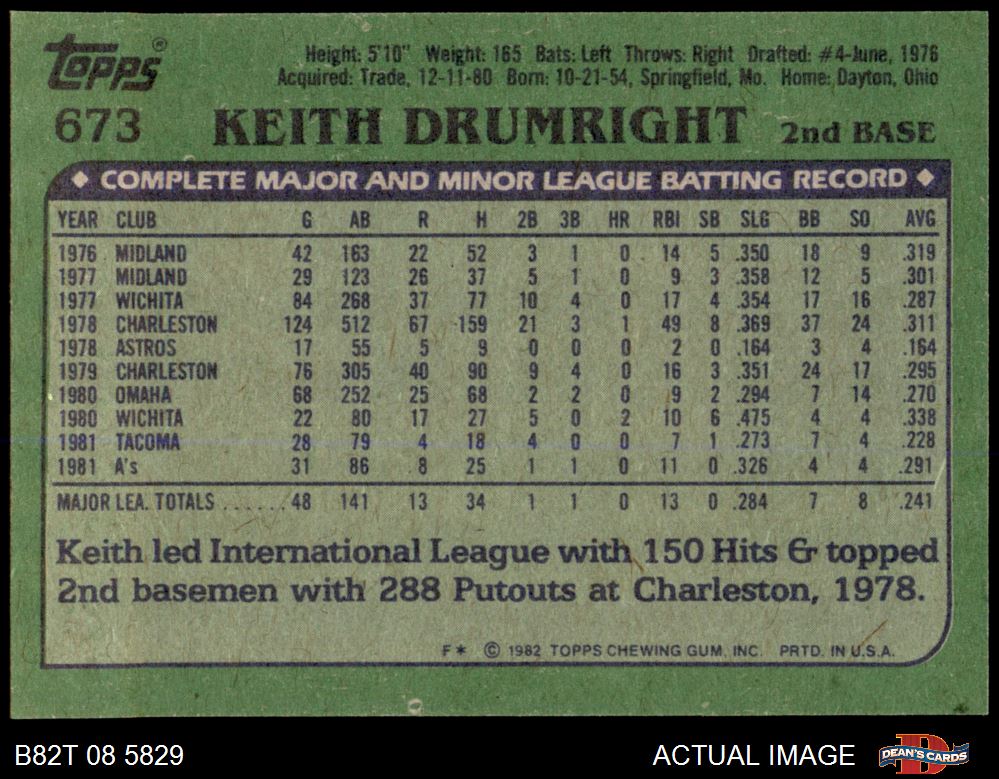 Topps®
Height: 5'10" Weight: 165 Bats: Left Throws: Right Drafted: #4-June, 1976
Acquired: Trade, 12-11-80 Born: 10-21-54, Springfield, Mo. Home: Dayton, Ohio
673 KEITH DRUMRIGHT 2nd BASE
◆ COMPLETE MAJOR AND MINOR LEAGUE BATTING RECORD ◆
YEAR CLUB G AB R H 2B 3B HR RBI SB SLG BB SO AVG
1976 MIDLAND 42 163 22 52 3 1 0 14 5 .350 18 9 .319
1977 MIDLAND 29 123 26 37 5 1 0 9 3 .358 12 5 .301
1977 WICHITA 84 268 37 77 10 4 0 17 4 .354 17 16 .287
1978 CHARLESTON 124 512 67 159 21 3 1 49 8 .369 37 24 .311
1978 ASTROS 17 55 5 9 0 0 0 2 0 .164 3 4 .164
1979 CHARLESTON 76 305 40 90 9 4 0 16 3 .351 24 17 .295
1980 OMAHA 68 252 25 68 2 2 0 9 2 .294 7 14 .270
1980 WICHITA 22 80 17 27 5 0 2 10 6 .475 4 4 .338
1981 TACOMA 28 79 4 18 4 0 0 7 1 .273 7 4 .228
1981 A's 31 86 8 25 1 1 0 11 0 .326 4 4 .291
MAJOR LEA. TOTALS ...... 48 141 13 34 1 1 0 13 0 .284 7 8 .241
Keith led International League with 150 Hits & topped
2nd basemen with 288 Putouts at Charleston, 1978.
F* © 1982 TOPPS CHEWING GUM, INC. PRTD. IN U.S.A.
B82T 08 5829 ACTUAL IMAGE DEAN'S CARDS